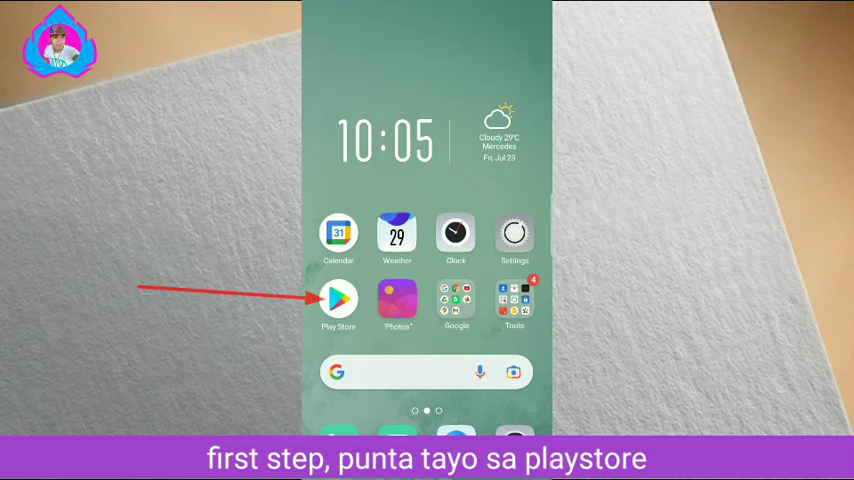 10:05
Cloudy 29°C
Mercedes
Fri, Jul 23
31
29
Calendar
Weather
Clock
Settings
4
Play Store
Photos
Google
Tools
first step, punta tayo sa playstore